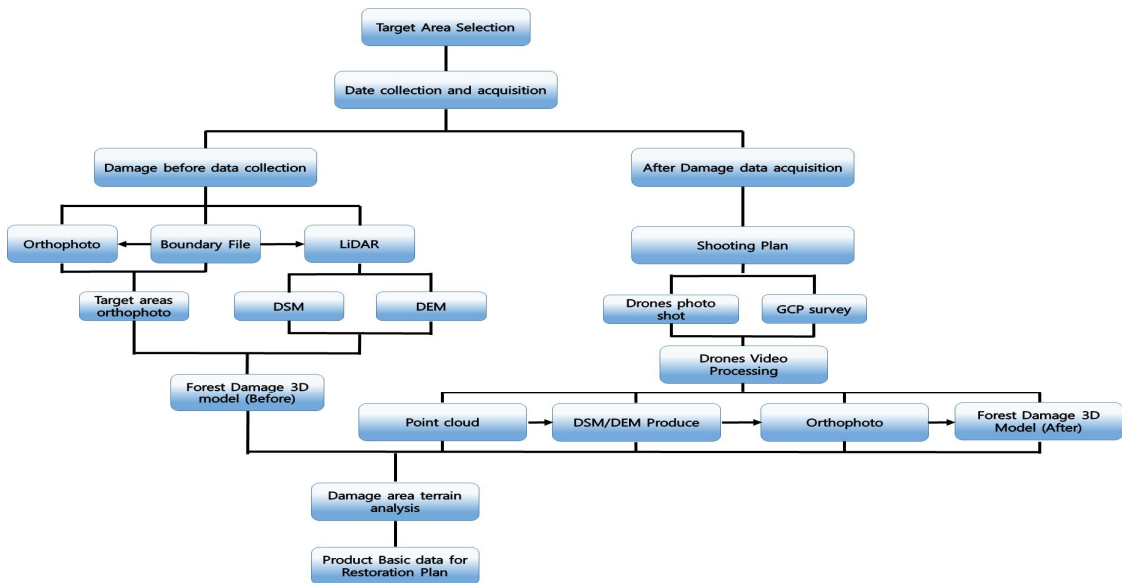 Target Area Selection
Date collection and acquisition
Damage before data collection
After Damage data acquisition
Orthophoto
Boundary File
LiDAR
Shooting Plan
Target areas
orthophoto
DSM
DEM
Drones photo
shot
GCP survey
Drones Video
Processing
Forest Damage 3D
model (Before)
Point cloud
DSM/DEM Produce
Orthophoto
Forest Damage 3D
Model (After)
Damage area terrain
analysis
Product Basic data for
Restoration Plan